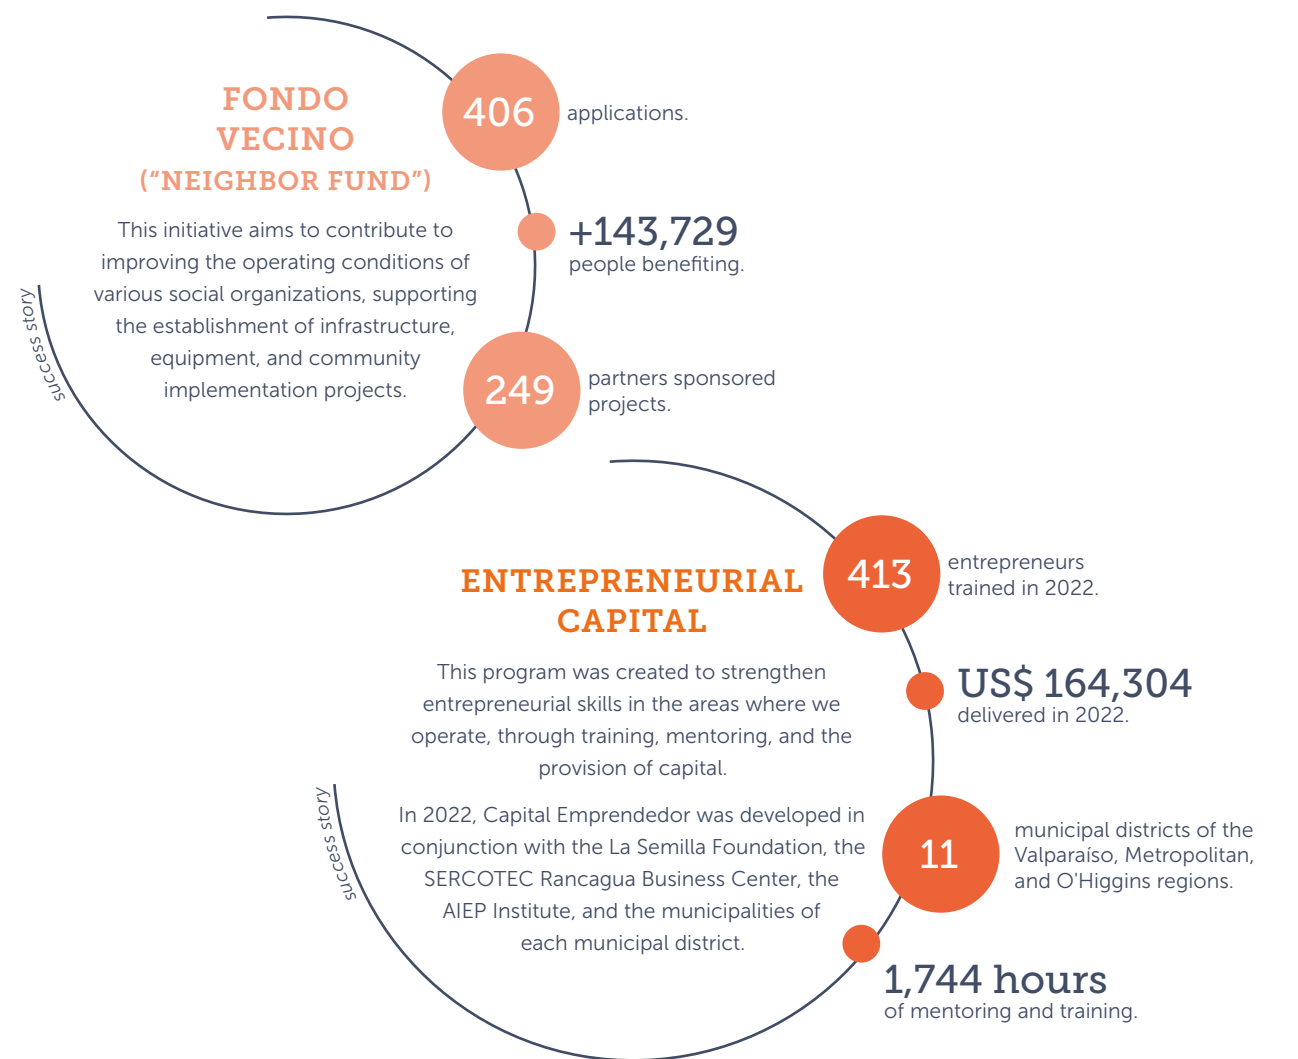 FONDO
VECINO
(“NEIGHBOR FUND”)
This initiative aims to contribute to
improving the operating conditions of
various social organizations, supporting
the establishment of infrastructure,
equipment, and community
implementation projects.
success story
406
applications.
+143,729
people benefiting.
249
partners sponsored
projects.
ENTREPRENEURIAL
CAPITAL
This program was created to strengthen
entrepreneurial skills in the areas where we
operate, through training, mentoring, and the
provision of capital.
In 2022, Capital Emprendedor was developed in
conjunction with the La Semilla Foundation, the
SERCOTEC Rancagua Business Center, the
AIEP Institute, and the municipalities of
each municipal district.
success story
413
entrepreneurs
trained in 2022.
US$ 164,304
delivered in 2022.
11
municipal districts of the
Valparaíso, Metropolitan,
and O'Higgins regions.
1,744 hours
of mentoring and training.